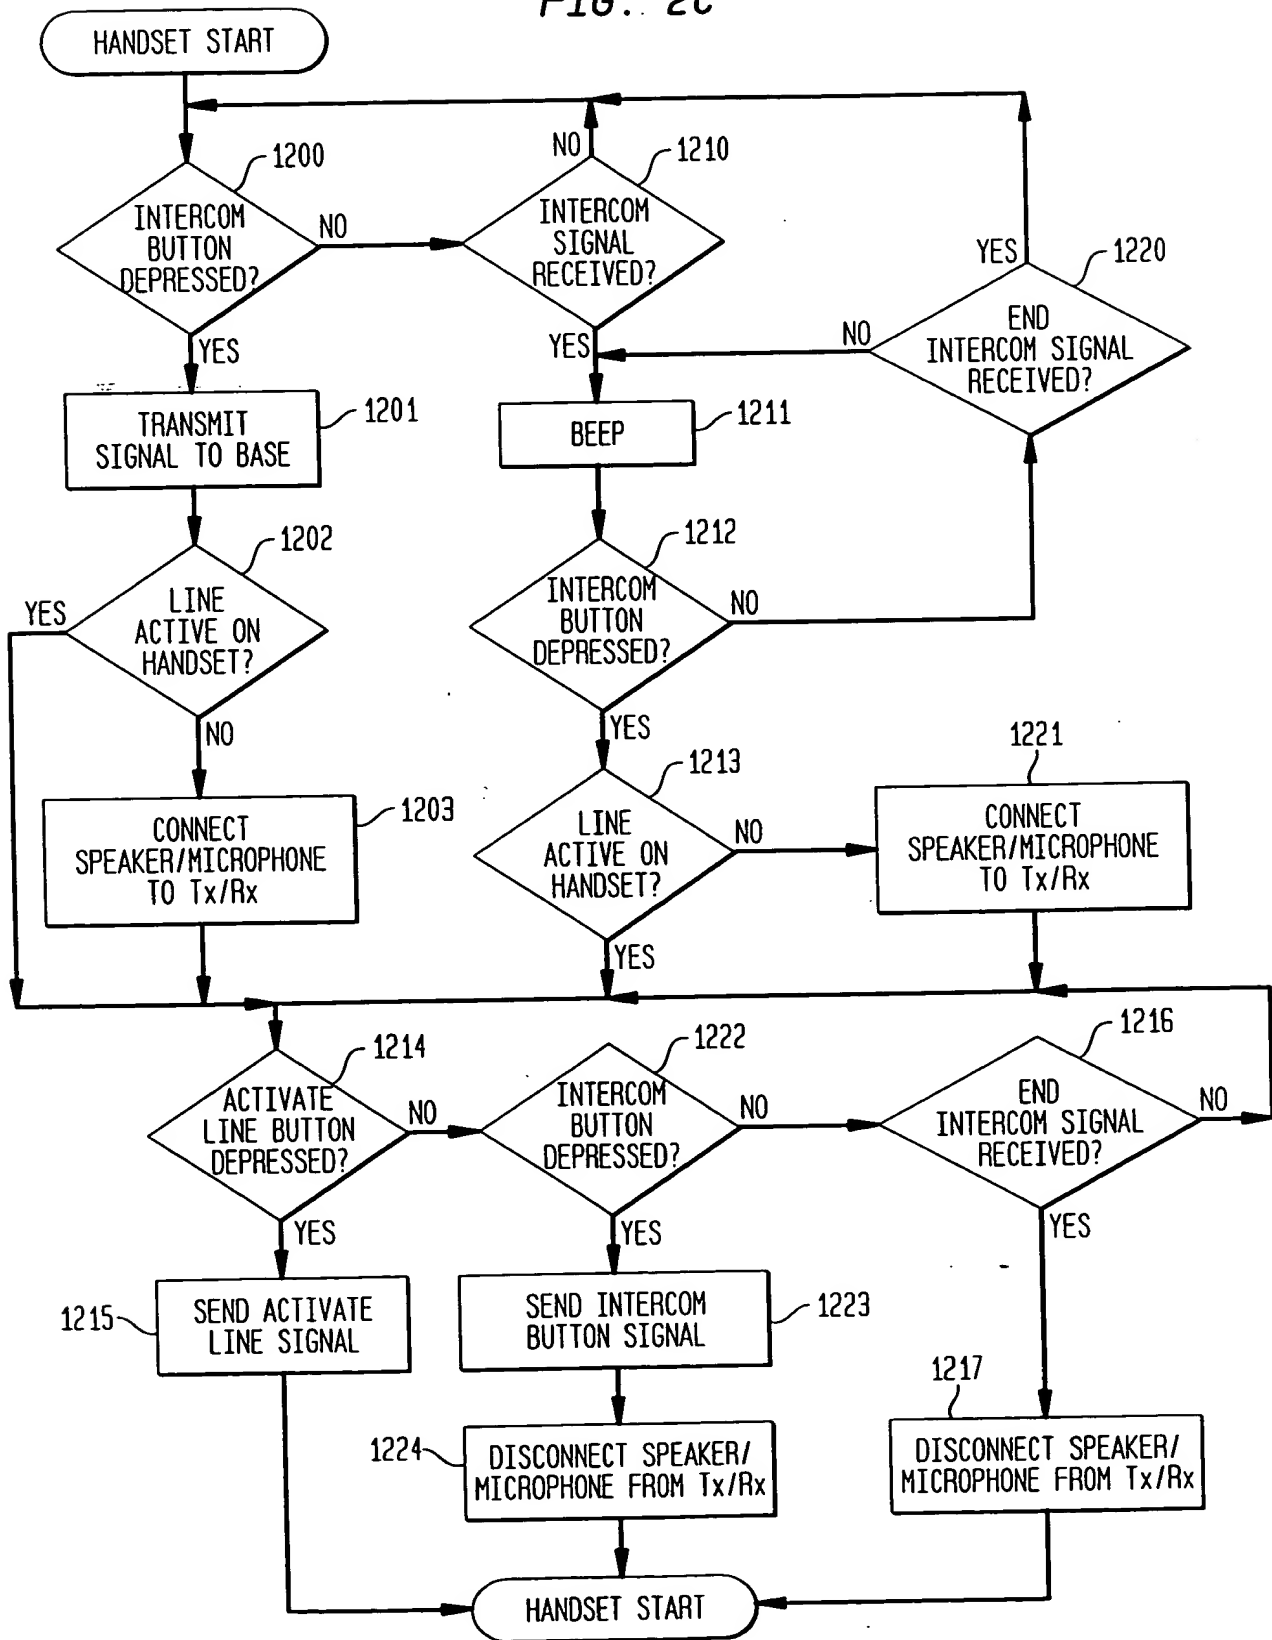 FIG. 2C
HANDSET START
1200
INTERCOM
BUTTON
DEPRESSED?
NO
YES
1210
INTERCOM
SIGNAL
RECEIVED?
NO
YES
1220
END
INTERCOM SIGNAL
RECEIVED?
YES
NO
1201
TRANSMIT
SIGNAL TO BASE
1211
BEEP
1202
LINE
ACTIVE ON
HANDSET?
YES
NO
1212
INTERCOM
BUTTON
DEPRESSED?
NO
YES
1203
CONNECT
SPEAKER/MICROPHONE
TO Tx/Rx
1213
LINE
ACTIVE ON
HANDSET?
NO
YES
1221
CONNECT
SPEAKER/MICROPHONE
TO Tx/Rx
1214
ACTIVATE
LINE BUTTON
DEPRESSED?
NO
YES
1222
INTERCOM
BUTTON
DEPRESSED?
NO
YES
1216
END
INTERCOM SIGNAL
RECEIVED?
NO
YES
1215
SEND ACTIVATE
LINE SIGNAL
SEND INTERCOM
BUTTON SIGNAL
1223
1224
DISCONNECT SPEAKER/
MICROPHONE FROM Tx/Rx
1217
DISCONNECT SPEAKER/
MICROPHONE FROM Tx/Rx
HANDSET START